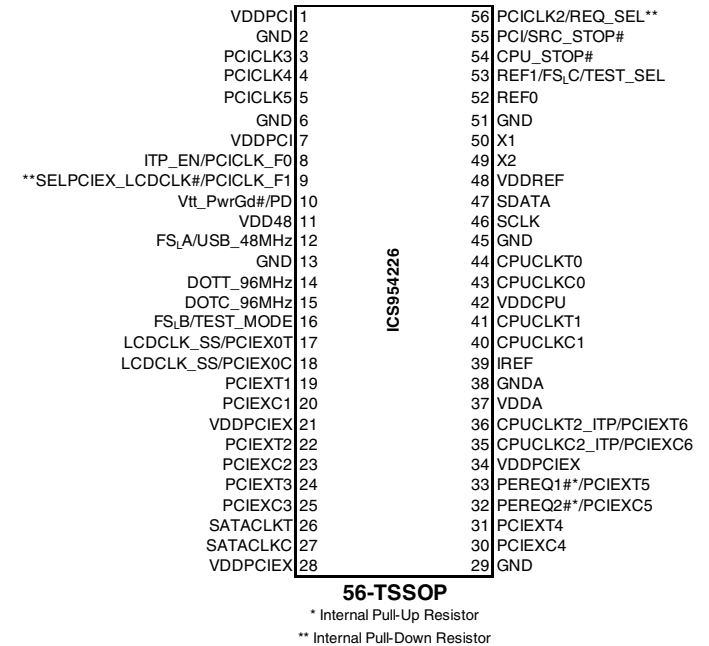 VDDPCI 1 56 PCICLK2/REQ_SEL**
GND 2 55 PCI/SRC_STOP#
PCICLK3 3 54 CPU_STOP#
PCICLK4 4 53 REF1/FSLC/TEST_SEL
PCICLK5 5 52 REF0
GND 6 51 GND
VDDPCI 7 50 X1
ITP_EN/PCICLK_F0 8 49 X2
**SELPCIEX_LCDCLK#/PCICLK_F1 9 48 VDDREF
Vtt_PwrGd#/PD 10 47 SDATA
VDD48 11 46 SCLK
FSLA/USB_48MHz 12 45 GND
GND 13 44 CPUCLKT0
DOTT_96MHz 14 43 CPUCLKC0
DOTC_96MHz 15 42 VDDCPU
FSLB/TEST_MODE 16 41 CPUCLKT1
LCDCLK_SS/PCIEX0T 17 40 CPUCLKC1
LCDCLK_SS/PCIEX0C 18 39 IREF
PCIEXT1 19 38 GNDA
PCIEXC1 20 37 VDDA
VDDPCIEX 21 36 CPUCLKT2_ITP/PCIEXT6
PCIEXT2 22 35 CPUCLKC2_ITP/PCIEXC6
PCIEXC2 23 34 VDDPCIEX
PCIEXT3 24 33 PEREQ1#*/PCIEXT5
PCIEXC3 25 32 PEREQ2#*/PCIEXC5
SATACLKT 26 31 PCIEXT4
SATACLKC 27 30 PCIEXC4
VDDPCIEX 28 29 GND
ICS954226
56-TSSOP
* Internal Pull-Up Resistor
** Internal Pull-Down Resistor